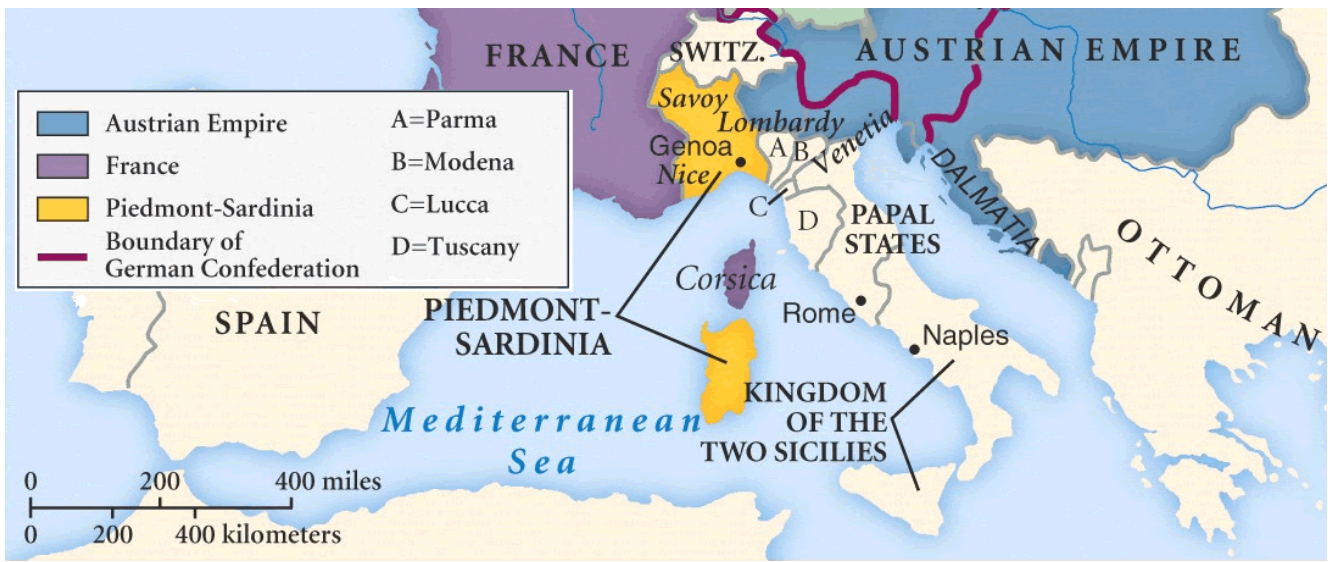 FRANCE
SWITZ.
AUSTRIAN EMPIRE
Austrian Empire
France
Piedmont-Sardinia
Boundary of
German Confederation
A=Parma
B=Modena
C=Lucca
D=Tuscany
Savoy
Lombardy
Venetia
Genoa
Nice
A
B
C
D
DALMATIA
PAPAL
STATES
OTTOMAN
Corsica
SPAIN
PIEDMONT-
SARDINIA
Rome
Naples
KINGDOM
OF THE
TWO SICILIES
Mediterranean
Sea
0 200 400 miles
0 200 400 kilometers